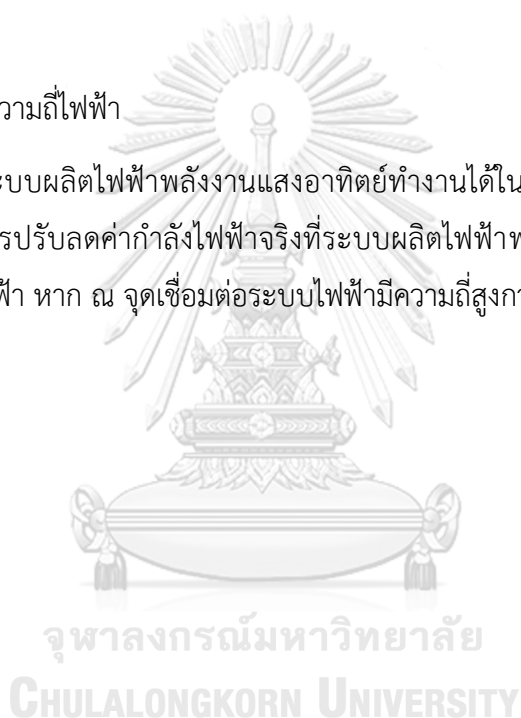 วามถี่ไฟฟ้า
ะบบผลิตไฟฟ้าพลังงานแสงอาทิตย์ทำงานได้ใน
รปรับลดค่ากำลังไฟฟ้าจริงที่ระบบผลิตไฟฟ้าพ
ฟ้า หาก ณ จุดเชื่อมต่อระบบไฟฟ้ามีความถี่สูงกา
จุฬาลงกรณ์มหาวิทยาลัย
CHULALONGKORN UNIVERSITY